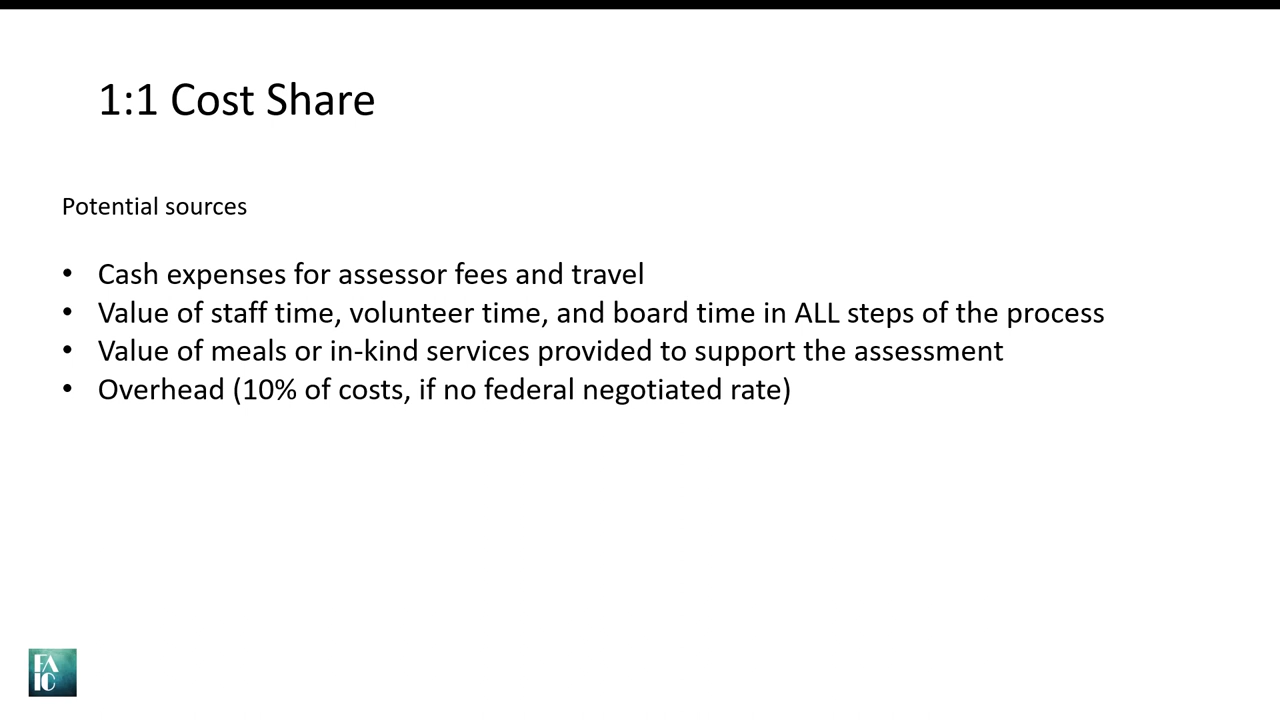 1:1 Cost Share
Potential sources
• Cash expenses for assessor fees and travel
• Value of staff time, volunteer time, and board time in ALL steps of the process
• Value of meals or in-kind services provided to support the assessment
• Overhead (10% of costs, if no federal negotiated rate)
FA
IC